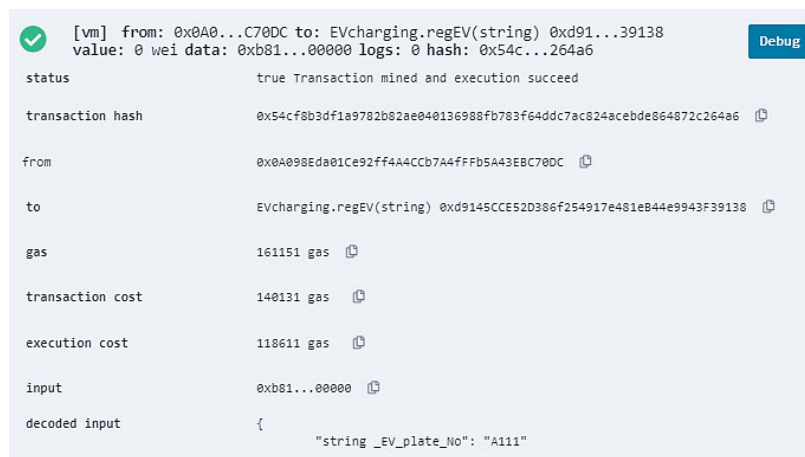 [vm] from: 0x0A0...C70DC to: EVcharging.regEV(string) 0xd91...39138
value: 0 wei data: 0xb81...00000 logs: 0 hash: 0x54c...264a6
Debug
status true Transaction mined and execution succeed
transaction hash 0x54cf8b3df1a9782b82ae040136988fb783f64ddc7ac824acebde864872c264a6
from 0x0A098Eda01Ce92ff4A4CCb7A4fFFb5A43EBC70DC
to EVcharging.regEV(string) 0xd9145CCE52D386f254917e481eB44e9943F39138
gas 161151 gas
transaction cost 140131 gas
execution cost 118611 gas
input 0xb81...00000
decoded input {
"string _EV_plate_No": "A111"